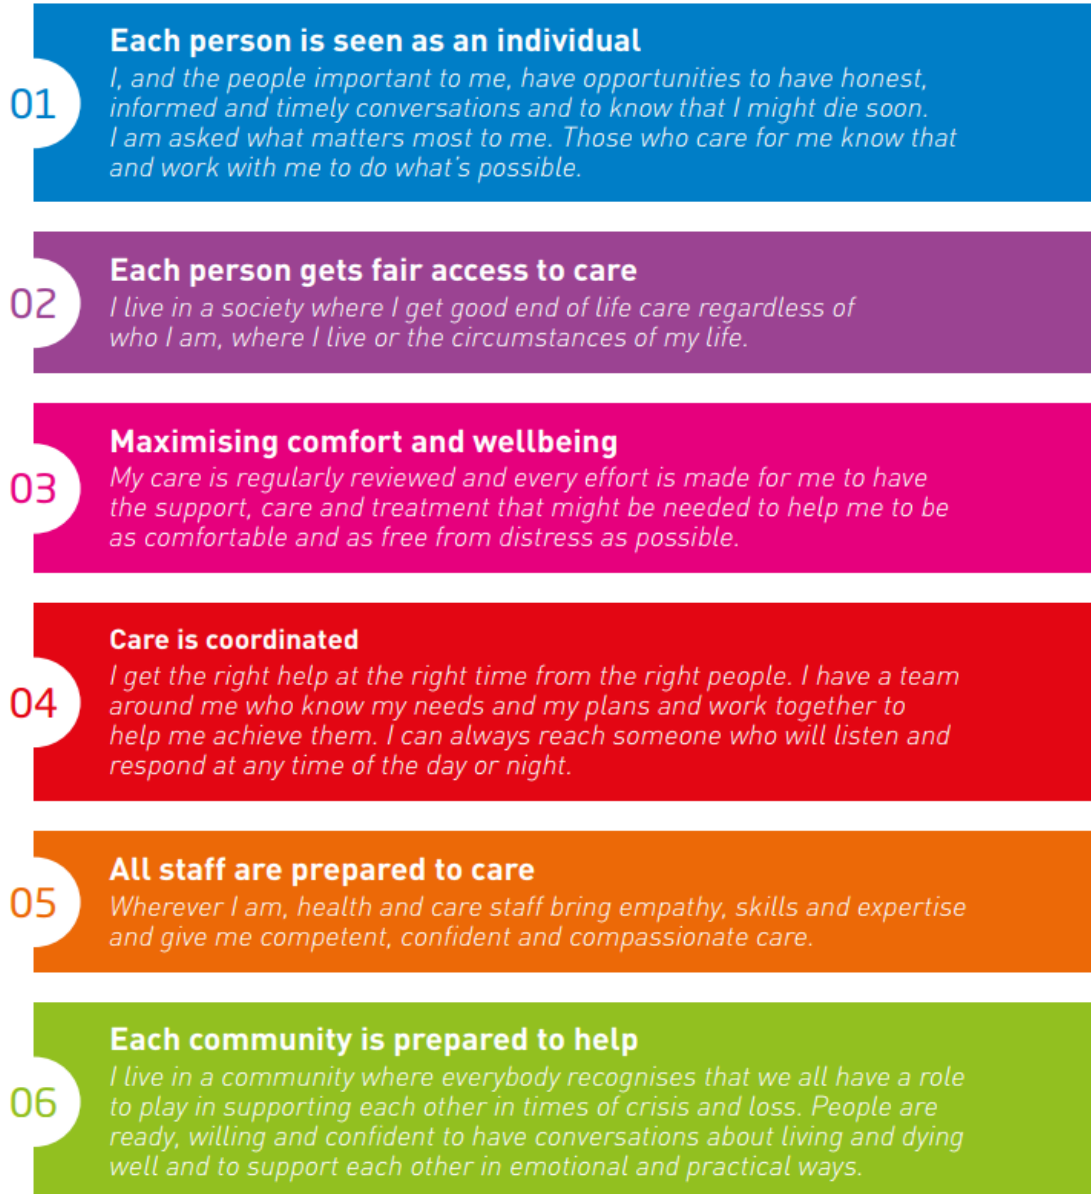 01
Each person is seen as an individual
I, and the people important to me, have opportunities to have honest,
informed and timely conversations and to know that I might die soon.
I am asked what matters most to me. Those who care for me know that
and work with me to do what's possible.
02
Each person gets fair access to care
I live in a society where I get good end of life care regardless of
who I am, where I live or the circumstances of my life.
03
Maximising comfort and wellbeing
My care is regularly reviewed and every effort is made for me to have
the support, care and treatment that might be needed to help me to be
as comfortable and as free from distress as possible.
04
Care is coordinated
I get the right help at the right time from the right people. I have a team
around me who know my needs and my plans and work together to
help me achieve them. I can always reach someone who will listen and
respond at any time of the day or night.
05
All staff are prepared to care
Wherever I am, health and care staff bring empathy, skills and expertise
and give me competent, confident and compassionate care.
06
Each community is prepared to help
I live in a community where everybody recognises that we all have a role
to play in supporting each other in times of crisis and loss. People are
ready, willing and confident to have conversations about living and dying
well and to support each other in emotional and practical ways.